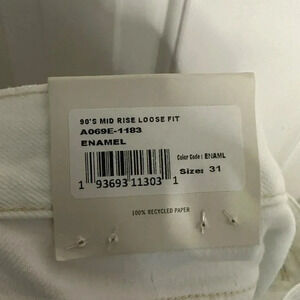 90'S MID RISE LOOSE FIT
A069E-1183
ENAMEL
Color Code: ENAML
Size: 31
1 93693 11303 1
100% RECYCLED PAPER